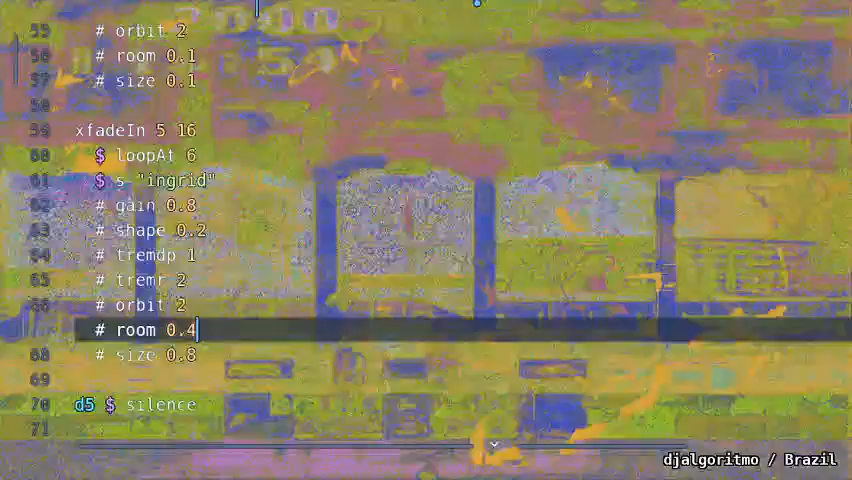 55 # orbit 2
56 # room 0.1
57 # size 0.1
58
59 xfadeIn 5 16
60 $ loopAt 6
61 $ s "ingrid"
62 # gain 0.8
63 # shape 0.2
64 # tremdp 1
65 # tremr 2
66 # orbit 2
# room 0.4
68 # size 0.8
69
70 d5 $ silence
71
djalgoritmo / Brazil